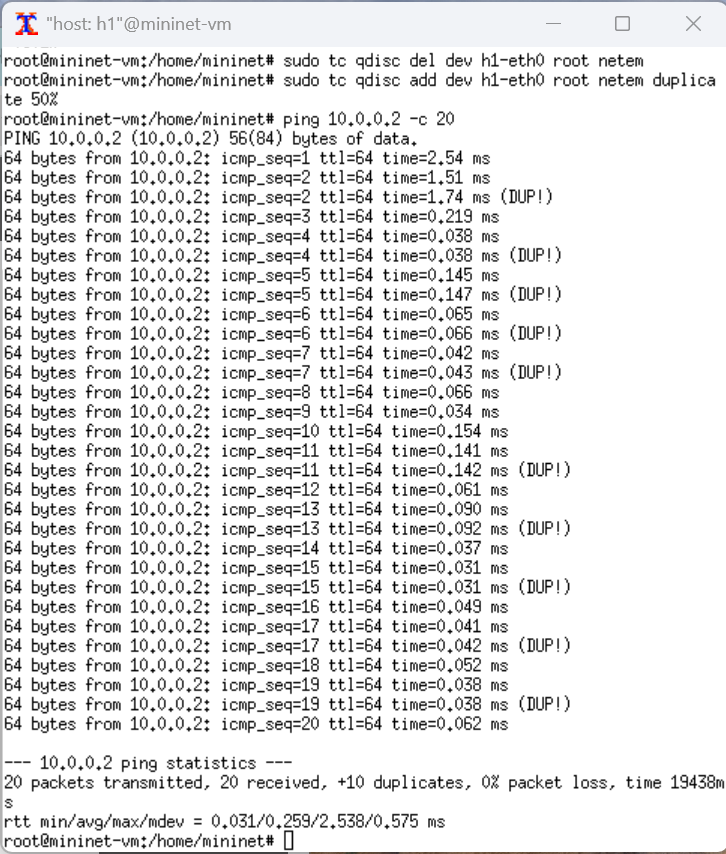 "host: h1"@mininet-vm
root@mininet-vm:/home/mininet# sudo tc qdisc del dev h1-eth0 root netem
root@mininet-vm:/home/mininet# sudo tc qdisc add dev h1-eth0 root netem duplica
te 50%
root@mininet-vm:/home/mininet# ping 10.0.0.2 -c 20
PING 10.0.0.2 (10.0.0.2) 56(84) bytes of data.
64 bytes from 10.0.0.2: icmp_seq=1 ttl=64 time=2.54 ms
64 bytes from 10.0.0.2: icmp_seq=2 ttl=64 time=1.51 ms
64 bytes from 10.0.0.2: icmp_seq=2 ttl=64 time=1.74 ms (DUP!)
64 bytes from 10.0.0.2: icmp_seq=3 ttl=64 time=0.219 ms
64 bytes from 10.0.0.2: icmp_seq=4 ttl=64 time=0.038 ms
64 bytes from 10.0.0.2: icmp_seq=4 ttl=64 time=0.038 ms (DUP!)
64 bytes from 10.0.0.2: icmp_seq=5 ttl=64 time=0.145 ms
64 bytes from 10.0.0.2: icmp_seq=5 ttl=64 time=0.147 ms (DUP!)
64 bytes from 10.0.0.2: icmp_seq=6 ttl=64 time=0.065 ms
64 bytes from 10.0.0.2: icmp_seq=6 ttl=64 time=0.066 ms (DUP!)
64 bytes from 10.0.0.2: icmp_seq=7 ttl=64 time=0.042 ms
64 bytes from 10.0.0.2: icmp_seq=7 ttl=64 time=0.043 ms (DUP!)
64 bytes from 10.0.0.2: icmp_seq=8 ttl=64 time=0.066 ms
64 bytes from 10.0.0.2: icmp_seq=9 ttl=64 time=0.034 ms
64 bytes from 10.0.0.2: icmp_seq=10 ttl=64 time=0.154 ms
64 bytes from 10.0.0.2: icmp_seq=11 ttl=64 time=0.141 ms
64 bytes from 10.0.0.2: icmp_seq=11 ttl=64 time=0.142 ms (DUP!)
64 bytes from 10.0.0.2: icmp_seq=12 ttl=64 time=0.061 ms
64 bytes from 10.0.0.2: icmp_seq=13 ttl=64 time=0.090 ms
64 bytes from 10.0.0.2: icmp_seq=13 ttl=64 time=0.092 ms (DUP!)
64 bytes from 10.0.0.2: icmp_seq=14 ttl=64 time=0.037 ms
64 bytes from 10.0.0.2: icmp_seq=15 ttl=64 time=0.031 ms
64 bytes from 10.0.0.2: icmp_seq=15 ttl=64 time=0.031 ms (DUP!)
64 bytes from 10.0.0.2: icmp_seq=16 ttl=64 time=0.049 ms
64 bytes from 10.0.0.2: icmp_seq=17 ttl=64 time=0.041 ms
64 bytes from 10.0.0.2: icmp_seq=17 ttl=64 time=0.042 ms (DUP!)
64 bytes from 10.0.0.2: icmp_seq=18 ttl=64 time=0.052 ms
64 bytes from 10.0.0.2: icmp_seq=19 ttl=64 time=0.038 ms
64 bytes from 10.0.0.2: icmp_seq=19 ttl=64 time=0.038 ms (DUP!)
64 bytes from 10.0.0.2: icmp_seq=20 ttl=64 time=0.062 ms
--- 10.0.0.2 ping statistics ---
20 packets transmitted, 20 received, +10 duplicates, 0% packet loss, time 19438m
s
rtt min/avg/max/mdev = 0.031/0.259/2.538/0.575 ms
root@mininet-vm:/home/mininet#